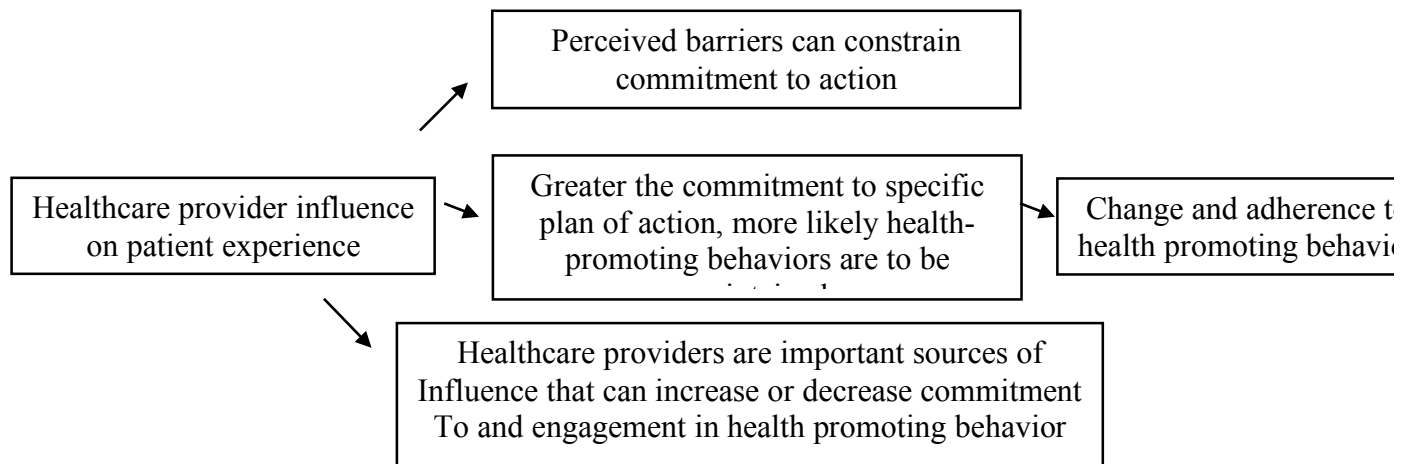 Perceived barriers can constrain
commitment to action
Healthcare provider influence
on patient experience
Greater the commitment to specific
plan of action, more likely health-
promoting behaviors are to be
Change and adherence
health promoting
Healthcare providers are important sources of
Influence that can increase or decrease commitment
To and engagement in health promoting behavior